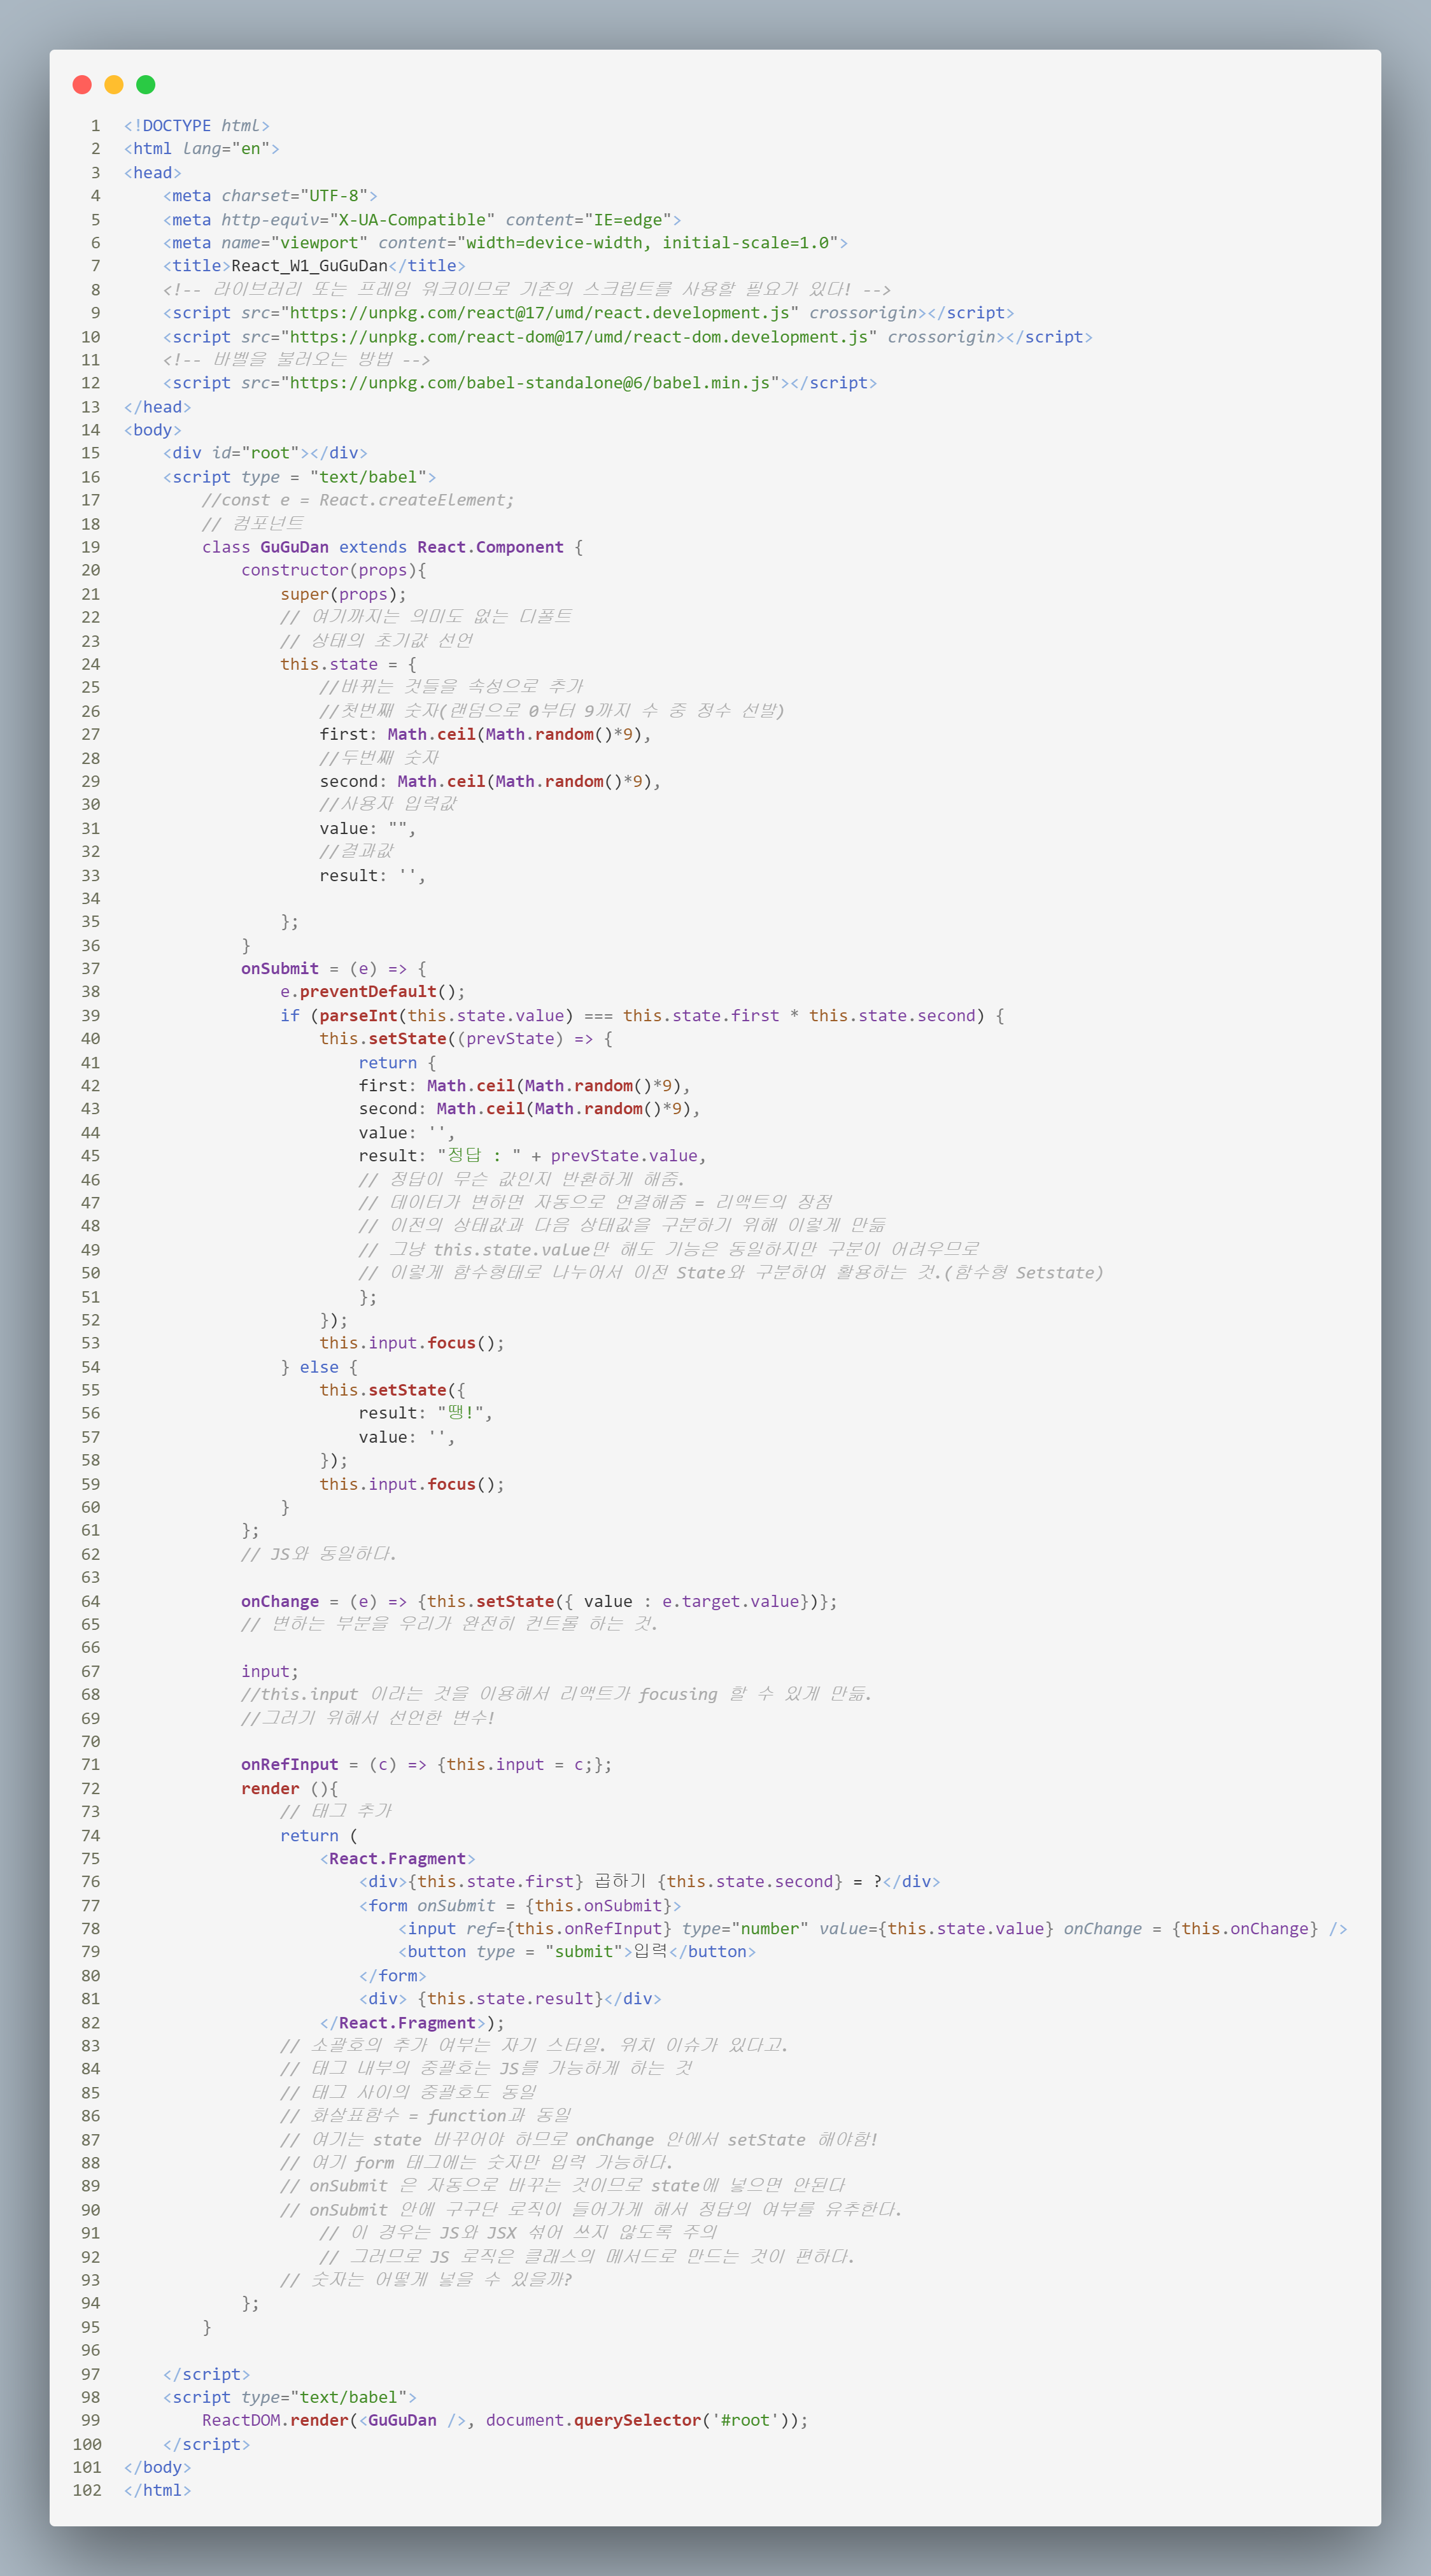 1 <!DOCTYPE html>
2 <html lang="en">
3 <head>
4     <meta charset="UTF-8">
5     <meta http-equiv="X-UA-Compatible" content="IE=edge">
6     <meta name="viewport" content="width=device-width, initial-scale=1.0">
7     <title>React_W1_GuGuDan</title>
8     <!-- 라이브러리 또는 프레임 워크이므로 기존의 스크립트를 사용할 필요가 있다! -->
9     <script src="https://unpkg.com/react@17/umd/react.development.js" crossorigin></script>
10     <script src="https://unpkg.com/react-dom@17/umd/react-dom.development.js" crossorigin></script>
11     <!-- 바벨을 불러오는 방법 -->
12     <script src="https://unpkg.com/babel-standalone@6/babel.min.js"></script>
13 </head>
14 <body>
15     <div id="root"></div>
16     <script type = "text/babel">
17         //const e = React.createElement;
18         // 컴포넌트
19         class GuGuDan extends React.Component {
20             constructor(props){
21                 super(props);
22                 // 여기까지는 의미도 없는 디폴트
23                 // 상태의 초기값 선언
24                 this.state = {
25                     //바뀌는 것들을 속성으로 추가
26                     //첫번째 숫자(랜덤으로 0부터 9까지 수 중 정수 선발)
27                     first: Math.ceil(Math.random()*9),
28                     //두번째 숫자
29                     second: Math.ceil(Math.random()*9),
30                     //사용자 입력값
31                     value: "",
32                     //결과값
33                     result: '',
34
35                 };
36             }
37             onSubmit = (e) => {
38                 e.preventDefault();
39                 if (parseInt(this.state.value) === this.state.first * this.state.second) {
40                     this.setState((prevState) => {
41                         return {
42                         first: Math.ceil(Math.random()*9),
43                         second: Math.ceil(Math.random()*9),
44                         value: '',
45                         result: "정답 : " + prevState.value,
46                         // 정답이 무슨 값인지 반환하게 해줌.
47                         // 데이터가 변하면 자동으로 연결해줌 = 리액트의 장점
48                         // 이전의 상태값과 다음 상태값을 구분하기 위해 이렇게 만듦
49                         // 그냥 this.state.value만 해도 기능은 동일하지만 구분이 어려우므로
50                         // 이렇게 함수형태로 나누어서 이전 State와 구분하여 활용하는 것.(함수형 Setstate)
51                         };
52                     });
53                     this.input.focus();
54                 } else {
55                     this.setState({
56                         result: "땡!",
57                         value: '',
58                     });
59                     this.input.focus();
60                 }
61             };
62             // JS와 동일하다.
63
64             onChange = (e) => {this.setState({ value : e.target.value})};
65             // 변하는 부분을 우리가 완전히 컨트롤 하는 것.
66
67             input;
68             //this.input 이라는 것을 이용해서 리액트가 focusing 할 수 있게 만듦.
69             //그러기 위해서 선언한 변수!
70
71             onRefInput = (c) => {this.input = c;};
72             render (){
73                 // 태그 추가
74                 return (
75                     <React.Fragment>
76                         <div>{this.state.first} 곱하기 {this.state.second} = ?</div>
77                         <form onSubmit = {this.onSubmit}>
78                             <input ref={this.onRefInput} type="number" value={this.state.value} onChange = {this.onChange} />
79                             <button type = "submit">입력</button>
80                         </form>
81                         <div> {this.state.result}</div>
82                     </React.Fragment>);
83                 // 소괄호의 추가 여부는 자기 스타일. 위치 이슈가 있다고.
84                 // 태그 내부의 중괄호는 JS를 가능하게 하는 것
85                 // 태그 사이의 중괄호도 동일
86                 // 화살표함수 = function과 동일
87                 // 여기는 state 바꾸어야 하므로 onChange 안에서 setState 해야함!
88                 // 여기 form 태그에는 숫자만 입력 가능하다.
89                 // onSubmit 은 자동으로 바꾸는 것이므로 state에 넣으면 안된다
90                 // onSubmit 안에 구구단 로직이 들어가게 해서 정답의 여부를 유추한다.
91                     // 이 경우는 JS와 JSX 섞어 쓰지 않도록 주의
92                     // 그러므로 JS 로직은 클래스의 메서드로 만드는 것이 편하다.
93                 // 숫자는 어떻게 넣을 수 있을까?
94             };
95         }
96
97     </script>
98     <script type="text/babel">
99         ReactDOM.render(<GuGuDan />, document.querySelector('#root'));
100     </script>
101 </body>
102 </html>